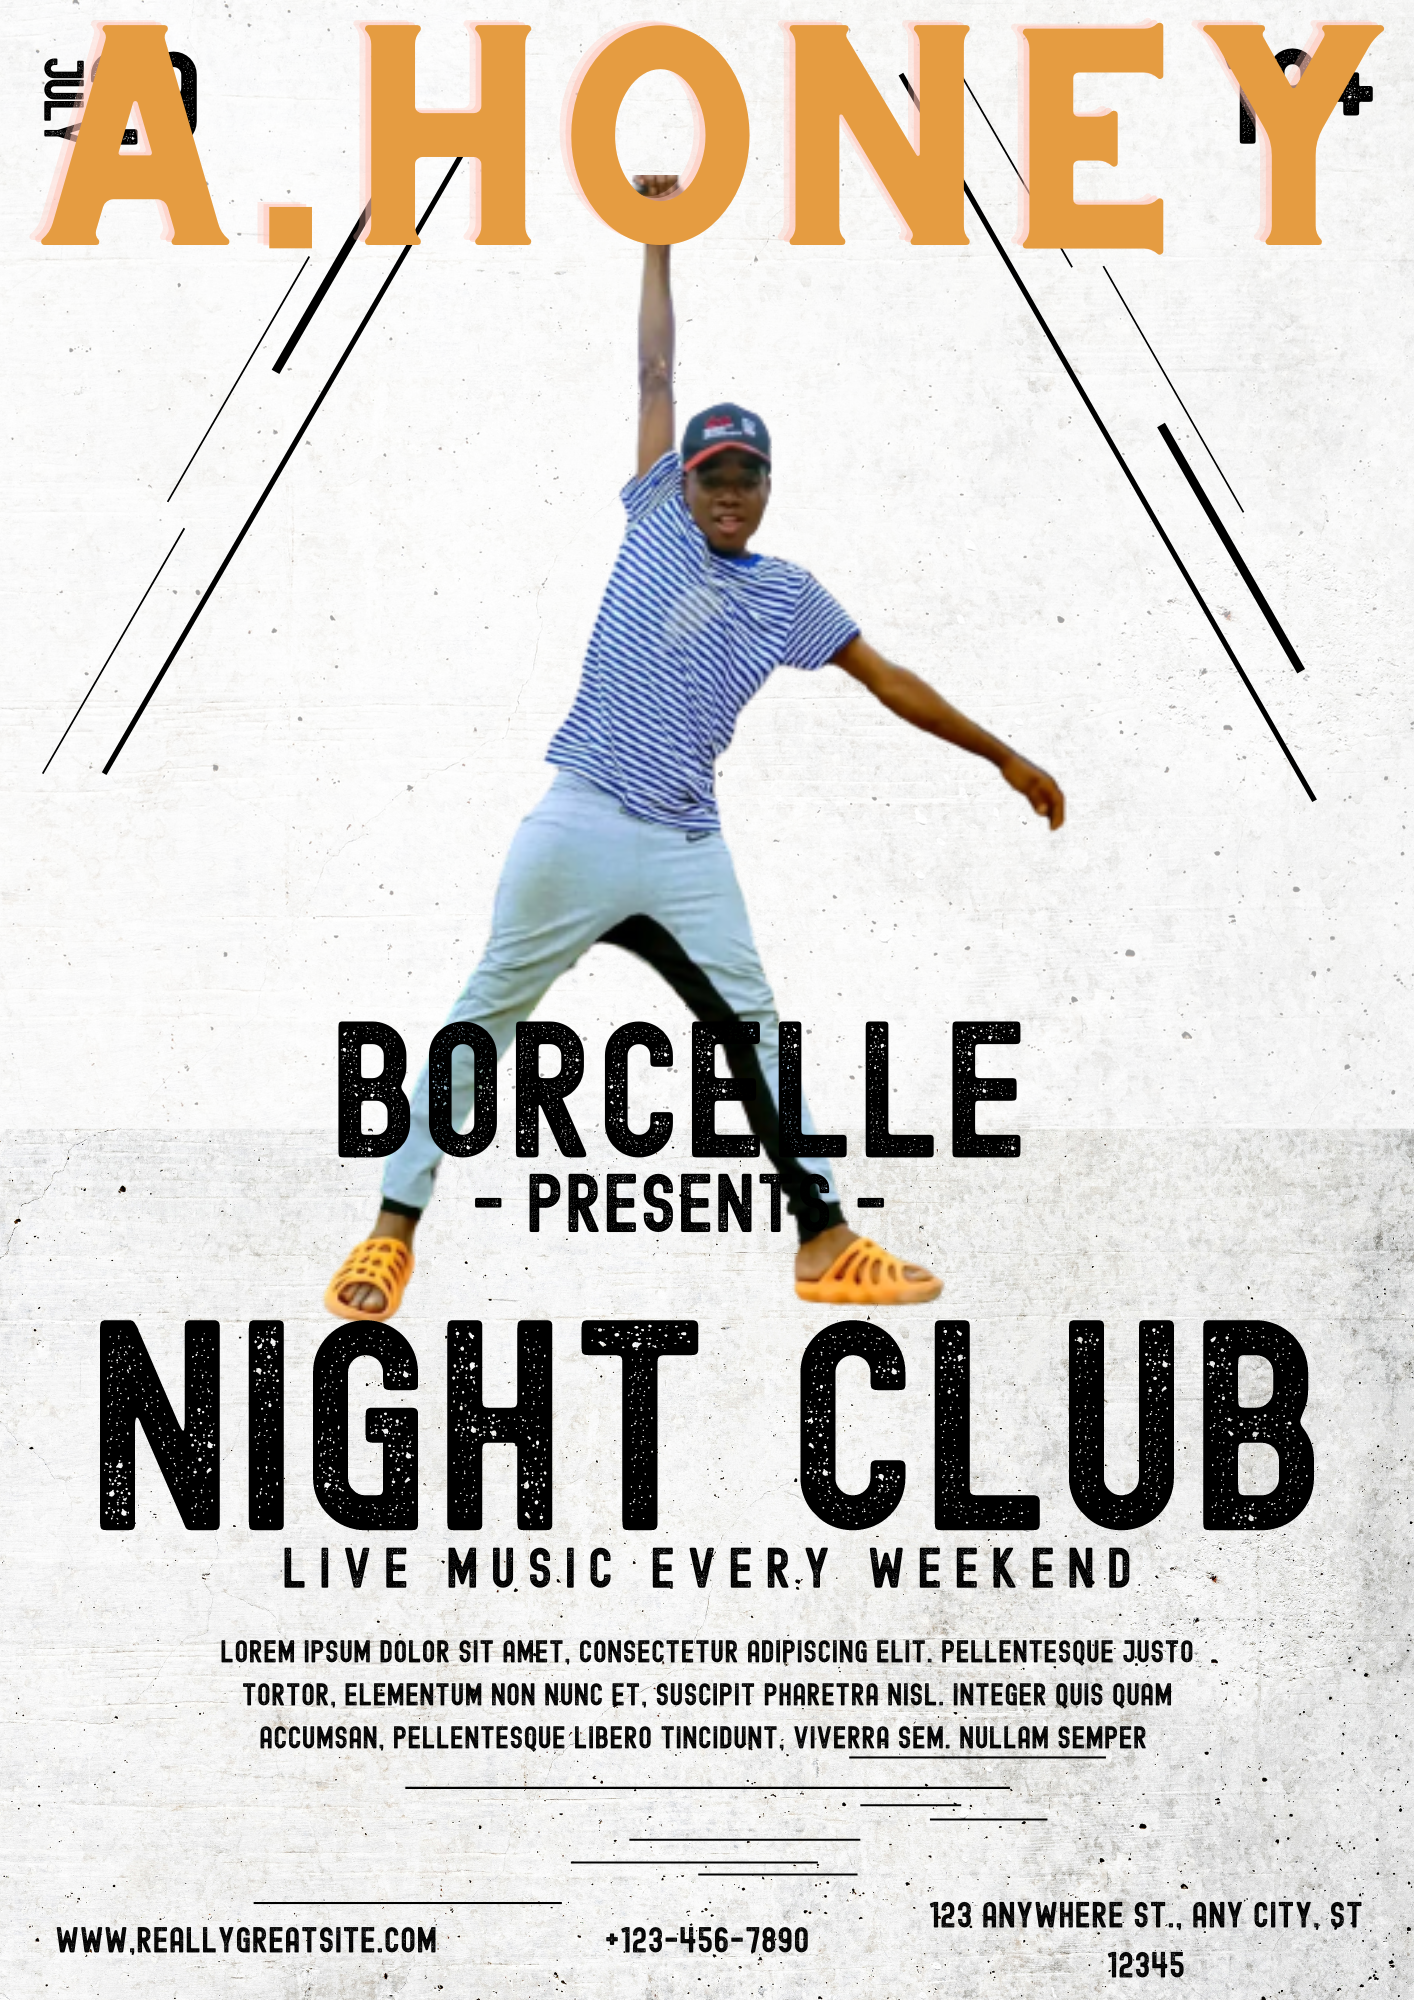 A.HONEY
JULY
BORCELLE
- PRESENTS -
NIGHT CLUB
LIVE MUSIC EVERY WEEKEND
LOREM IPSUM DOLOR SIT AMET, CONSECTETUR ADIPISCING ELIT. PELLENTESQUE JUSTO
TORTOR, ELEMENTUM NON NUNC ET, SUSCIPIT PHARETRA NISL. INTEGER QUIS QUAM
ACCUMSAN, PELLENTESQUE LIBERO TINCIDUNT, VIVERRA SEM. NULLAM SEMPER
WWW.REALLYGREATSITE.COM
+123-456-7890
123 ANYWHERE ST., ANY CITY, ST
12345